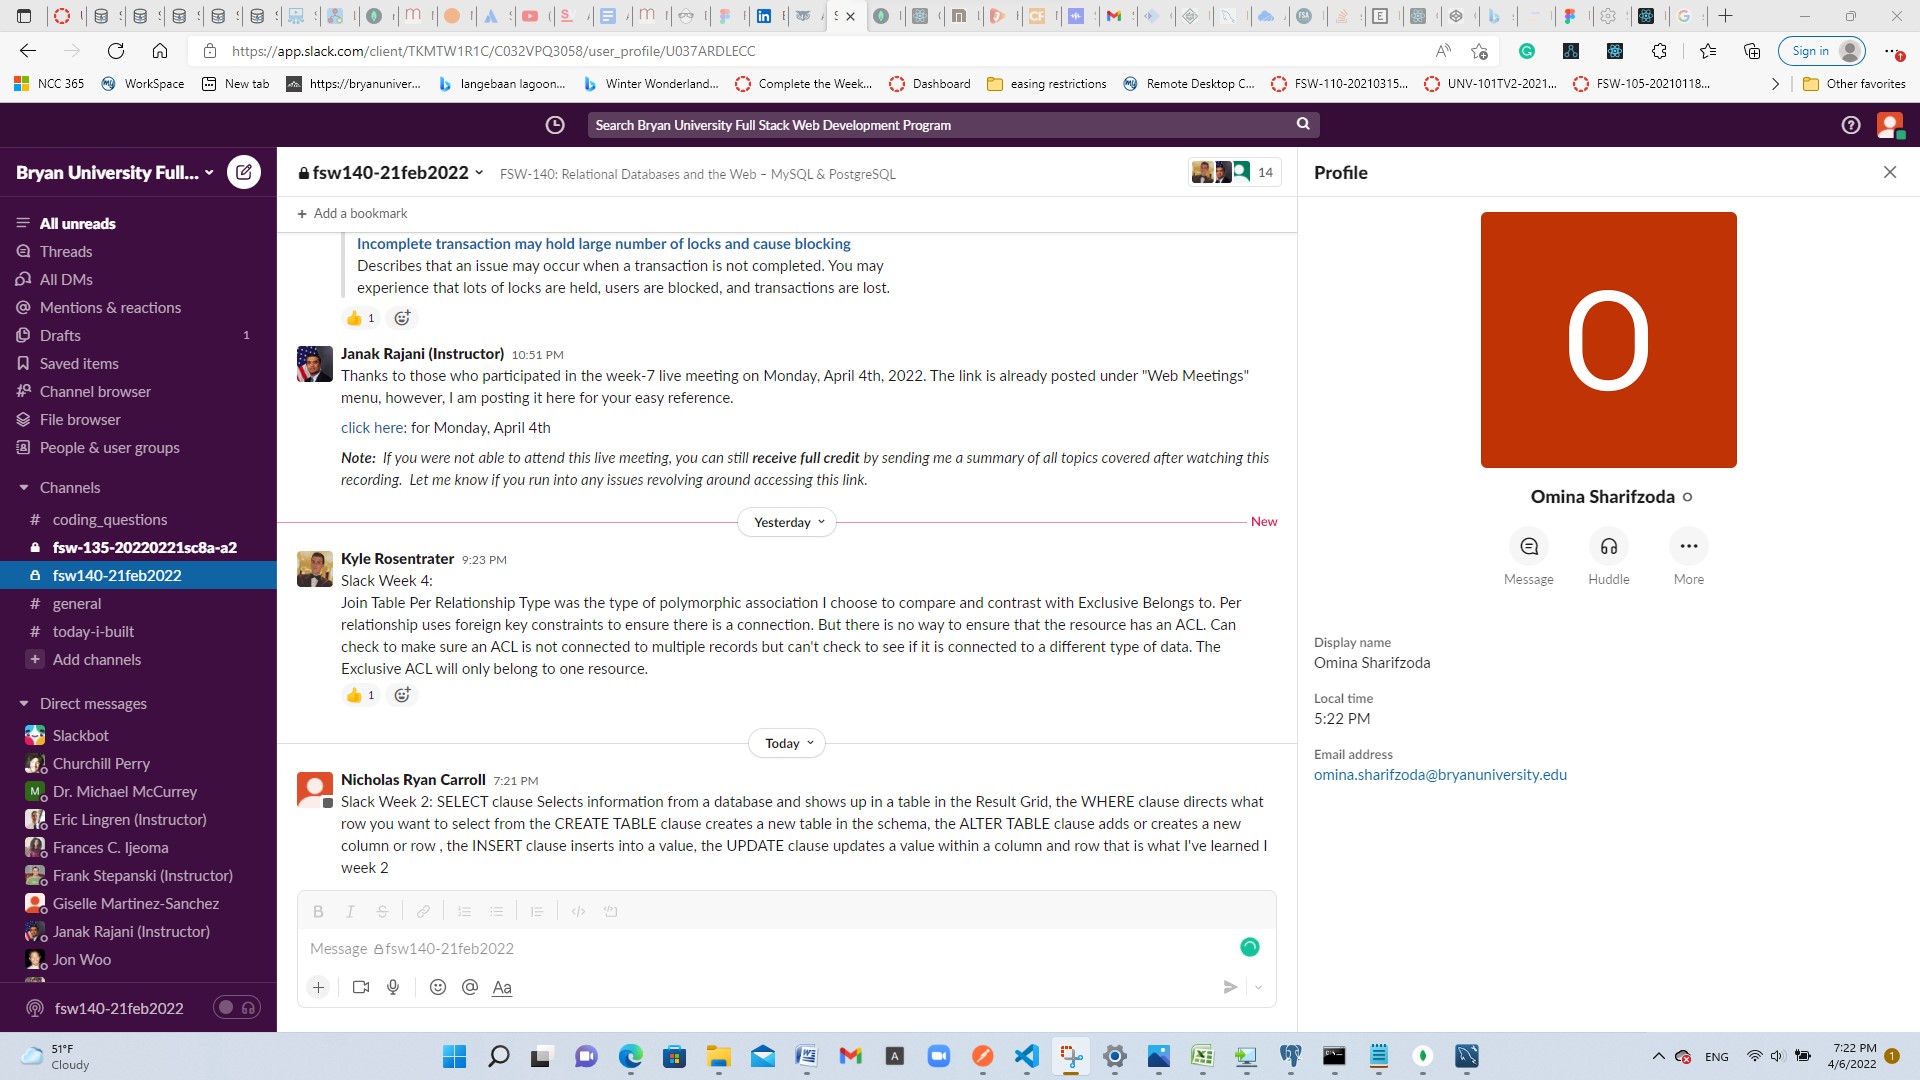 https://app.slack.com/client/TKMTW1R1C/C032VPQ3058/user_profile/U037ARDLECC
Sign in
NCC 365
WorkSpace
New tab
https://bryanuniver...
langebaan lagoon...
Winter Wonderland...
Complete the Week...
Dashboard
easing restrictions
Remote Desktop C...
FSW-110-20210315...
UNV-101TV2-2021...
FSW-105-20210118...
Other favorites
Search Bryan University Full Stack Web Development Program
Bryan University Full...
All unreads
Threads
All DMs
Mentions & reactions
Drafts 1
Saved items
Channel browser
File browser
People & user groups
Channels
# coding_questions
fsw-135-20220221sc8a-a2
fsw140-21feb2022
# general
# today-i-built
+ Add channels
Direct messages
Slackbot
Churchill Perry
M Dr. Michael McCurrey
Eric Lingren (Instructor)
Frances C. Ijeoma
Frank Stepanski (Instructor)
Giselle Martinez-Sanchez
Janak Rajani (Instructor)
Jon Woo
fsw140-21feb2022
fsw140-21feb2022
FSW-140: Relational Databases and the Web – MySQL & PostgreSQL
14
+ Add a bookmark
Incomplete transaction may hold large number of locks and cause blocking
Describes that an issue may occur when a transaction is not completed. You may
experience that lots of locks are held, users are blocked, and transactions are lost.
1
Janak Rajani (Instructor) 10:51 PM
Thanks to those who participated in the week-7 live meeting on Monday, April 4th, 2022. The link is already posted under "Web Meetings"
menu, however, I am posting it here for your easy reference.
click here: for Monday, April 4th
Note: If you were not able to attend this live meeting, you can still receive full credit by sending me a summary of all topics covered after watching this
recording. Let me know if you run into any issues revolving around accessing this link.
Yesterday
New
Kyle Rosentrater 9:23 PM
Slack Week 4:
Join Table Per Relationship Type was the type of polymorphic association I choose to compare and contrast with Exclusive Belongs to. Per
relationship uses foreign key constraints to ensure there is a connection. But there is no way to ensure that the resource has an ACL. Can
check to make sure an ACL is not connected to multiple records but can't check to see if it is connected to a different type of data. The
Exclusive ACL will only belong to one resource.
1
Today
Nicholas Ryan Carroll 7:21 PM
Slack Week 2: SELECT clause Selects information from a database and shows up in a table in the Result Grid, the WHERE clause directs what
row you want to select from the CREATE TABLE clause creates a new table in the schema, the ALTER TABLE clause adds or creates a new
column or row , the INSERT clause inserts into a value, the UPDATE clause updates a value within a column and row that is what I've learned I
week 2
Message fsw140-21feb2022
Aa
Profile
O
Omina Sharifzoda
Message
Huddle
More
Display name
Omina Sharifzoda
Local time
5:22 PM
Email address
omina.sharifzoda@bryanuniversity.edu
51°F
Cloudy
ENG
7:22 PM
4/6/2022
1